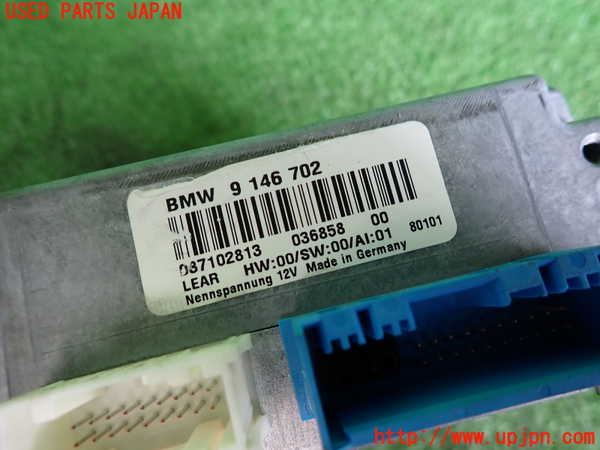 USED PARTS JAPAN
BMW 9 146 702
087102813 036858 00
LEAR HW:00/SW:00/AI:01 80101
Nennspannung 12V Made in Germany
http://www.upjpn.com/